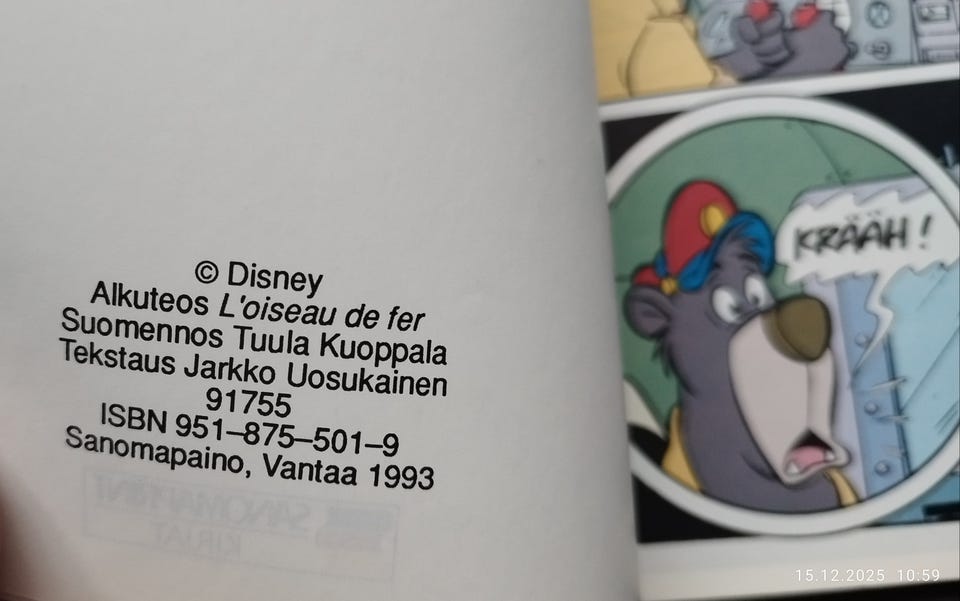 © Disney
Alkuteos L'oiseau de fer
Suomennos Tuula Kuoppala
Tekstaus Jarkko Uosukainen
91755
ISBN 951–875–501–9
Sanomapaino, Vantaa 1993
KRÄÄH!
KIRJAT
15.12.2025 10:59